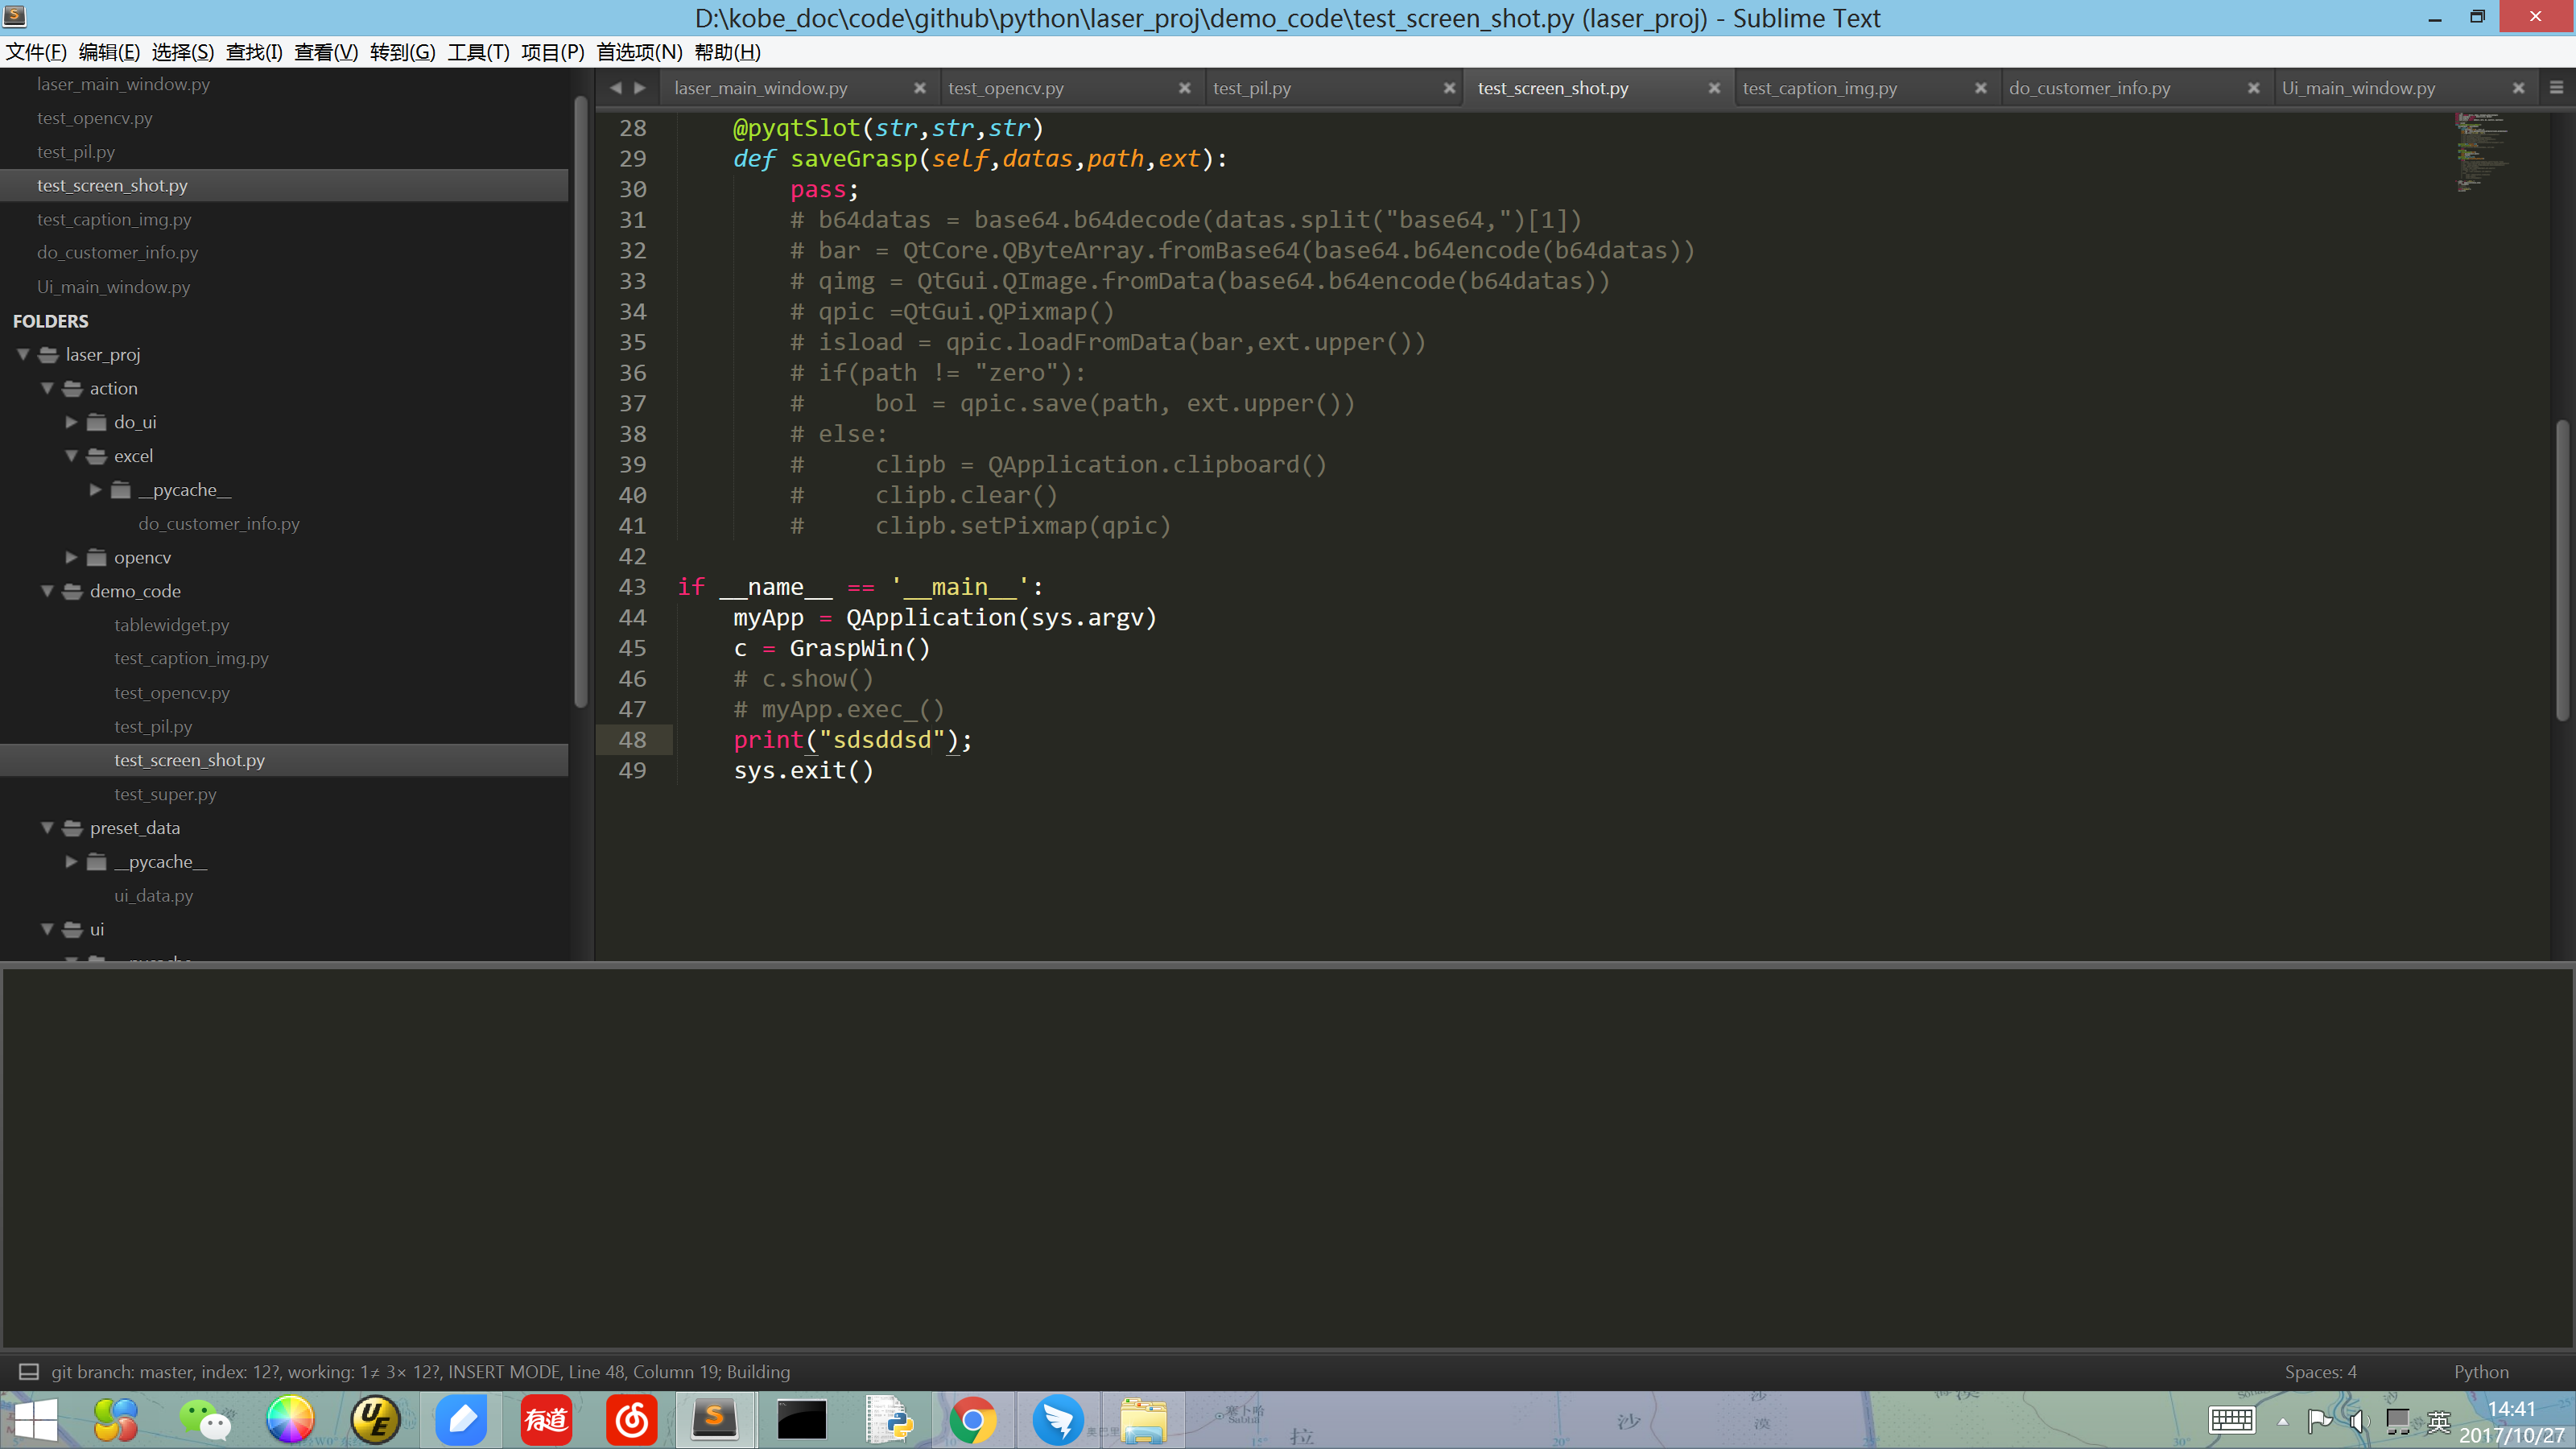 D:\kobe_doc\code\github\python\laser_proj\demo_code\test_screen_shot.py (laser_proj) - Sublime Text
文件(F) 编辑(E) 选择(S) 查找(I) 查看(V) 转到(G) 工具(T) 项目(P) 首选项(N) 帮助(H)
laser_main_window.py
test_opencv.py
test_pil.py
test_screen_shot.py
test_caption_img.py
do_customer_info.py
Ui_main_window.py
FOLDERS
laser_proj
action
do_ui
excel
__pycache__
do_customer_info.py
opencv
demo_code
tablewidget.py
test_caption_img.py
test_opencv.py
test_pil.py
test_screen_shot.py
test_super.py
preset_data
__pycache__
ui_data.py
ui
laser_main_window.py test_opencv.py test_pil.py test_screen_shot.py test_caption_img.py do_customer_info.py Ui_main_window.py
28 @pyqtSlot(str,str,str)
29 def saveGrasp(self,datas,path,ext):
30 pass;
31 # b64datas = base64.b64decode(datas.split("base64,")[1])
32 # bar = QtCore.QByteArray.fromBase64(base64.b64encode(b64datas))
33 # qimg = QtGui.QImage.fromData(base64.b64encode(b64datas))
34 # qpic =QtGui.QPixmap()
35 # isload = qpic.loadFromData(bar,ext.upper())
36 # if(path != "zero"):
37 #     bol = qpic.save(path, ext.upper())
38 # else:
39 #     clipb = QApplication.clipboard()
40 #     clipb.clear()
41 #     clipb.setPixmap(qpic)
42
43 if __name__ == '__main__':
44 myApp = QApplication(sys.argv)
45 c = GraspWin()
46 # c.show()
47 # myApp.exec_()
48 print("sdsddsd");
49 sys.exit()
git branch: master, index: 12?, working: 1≠ 3× 12?, INSERT MODE, Line 48, Column 19; Building
Spaces: 4 Python
UE
有道
S
塞卜哈
Sabha
拉
沙
漠
英
14:41
2017/10/27